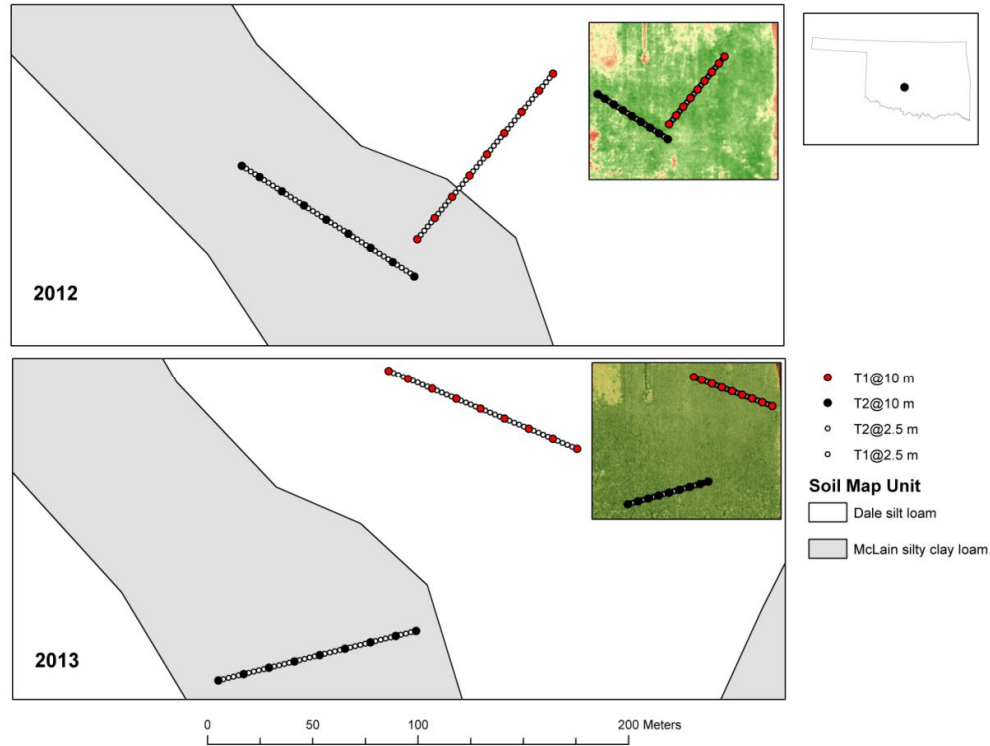 2012
2013
T1@10 m
T2@10 m
T2@2.5 m
T1@2.5 m
Soil Map Unit
Dale silt loam
McLain silty clay loam
0 50 100 200 Meters